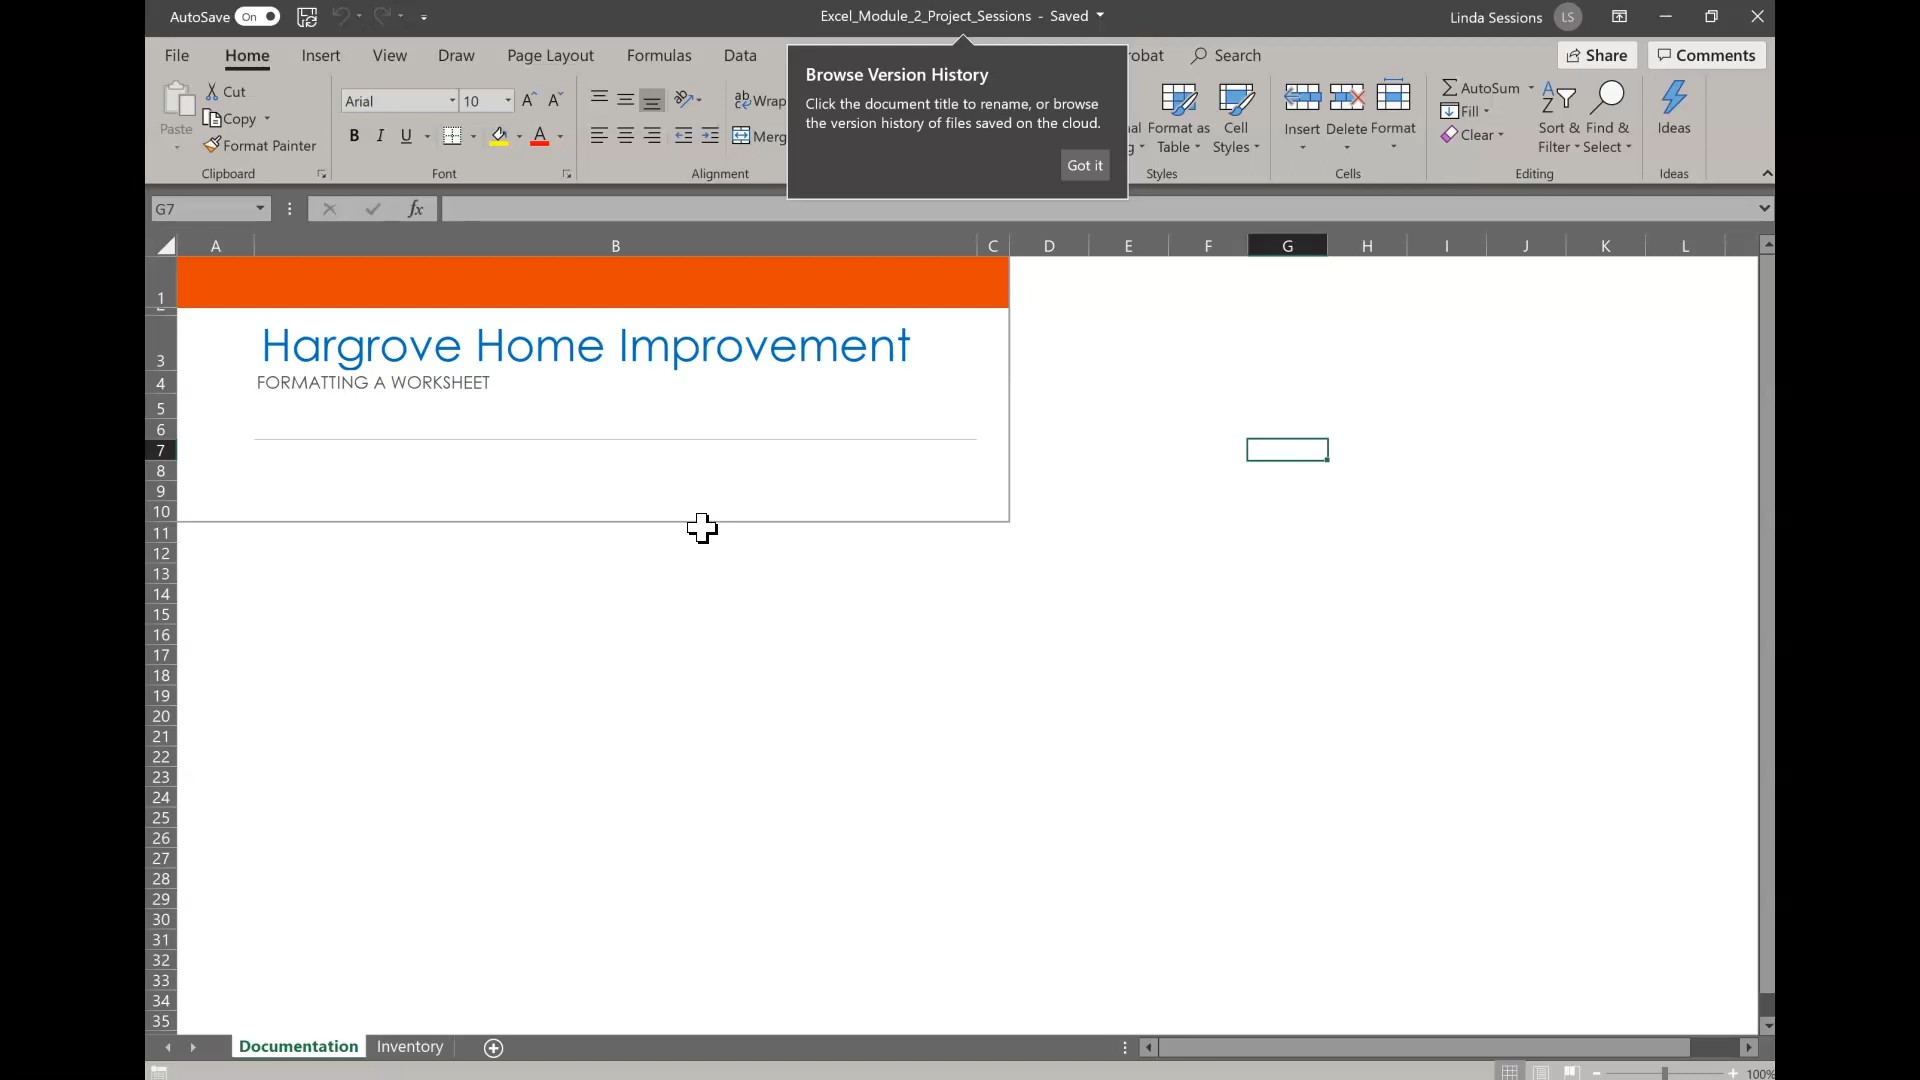 AutoSave On
Excel_Module_2_Project_Sessions - Saved
Linda Sessions LS
File Home Insert View Draw Page Layout Formulas Data
Search
Share Comments
Browse Version History
Click the document title to rename, or browse
the version history of files saved on the cloud.
Got it
Paste
Cut
Copy
Format Painter
Clipboard
Arial 10
B I U
Font
Wrap
Merg
Alignment
Format as
Table
Cell
Styles
Styles
Insert Delete Format
Cells
AutoSum
Fill
Clear
Sort &
Filter
Find &
Select
Editing
Ideas
Ideas
G7 fx
A B C D E F G H I J K L
1
Hargrove Home Improvement
3
FORMATTING A WORKSHEET
4
5
6
7
8
9
10
11
12
13
14
15
16
17
18
19
20
21
22
23
24
25
26
27
28
29
30
31
32
33
34
35
Documentation Inventory
100%